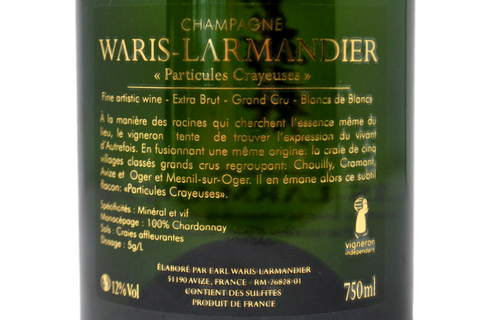 CHAMPAGNE
WARIS-LARMANDIER
« Particules Crayeuses »
Fine artistic wine - Extra Brut - Grand Cru - Blancs de Blancs
À la manière des racines qui cherchent l'essence même du
lieu, le vigneron tente de trouver l'expression du vivant
d'Autrefois. En fusionnant une même origine: la craie de cinq
villages classés grands crus regroupant: Chouilly, Cramant,
Avize et Oger et Mesnil-sur-Oger. Il en émane alors ce subtil
flacon: «Particules Crayeuses».
Spécificités : Minéral et vif
Monocépage : 100% Chardonnay
Sols : Craies affleurantes
Dosage : 5g/L
vigneron
indépendant
ÉLABORÉ PAR EARL WARIS-LARMANDIER
51190 AVIZE, FRANCE - RM-26828-01
CONTIENT DES SULFITES
PRODUIT DE FRANCE
12%Vol
750ml